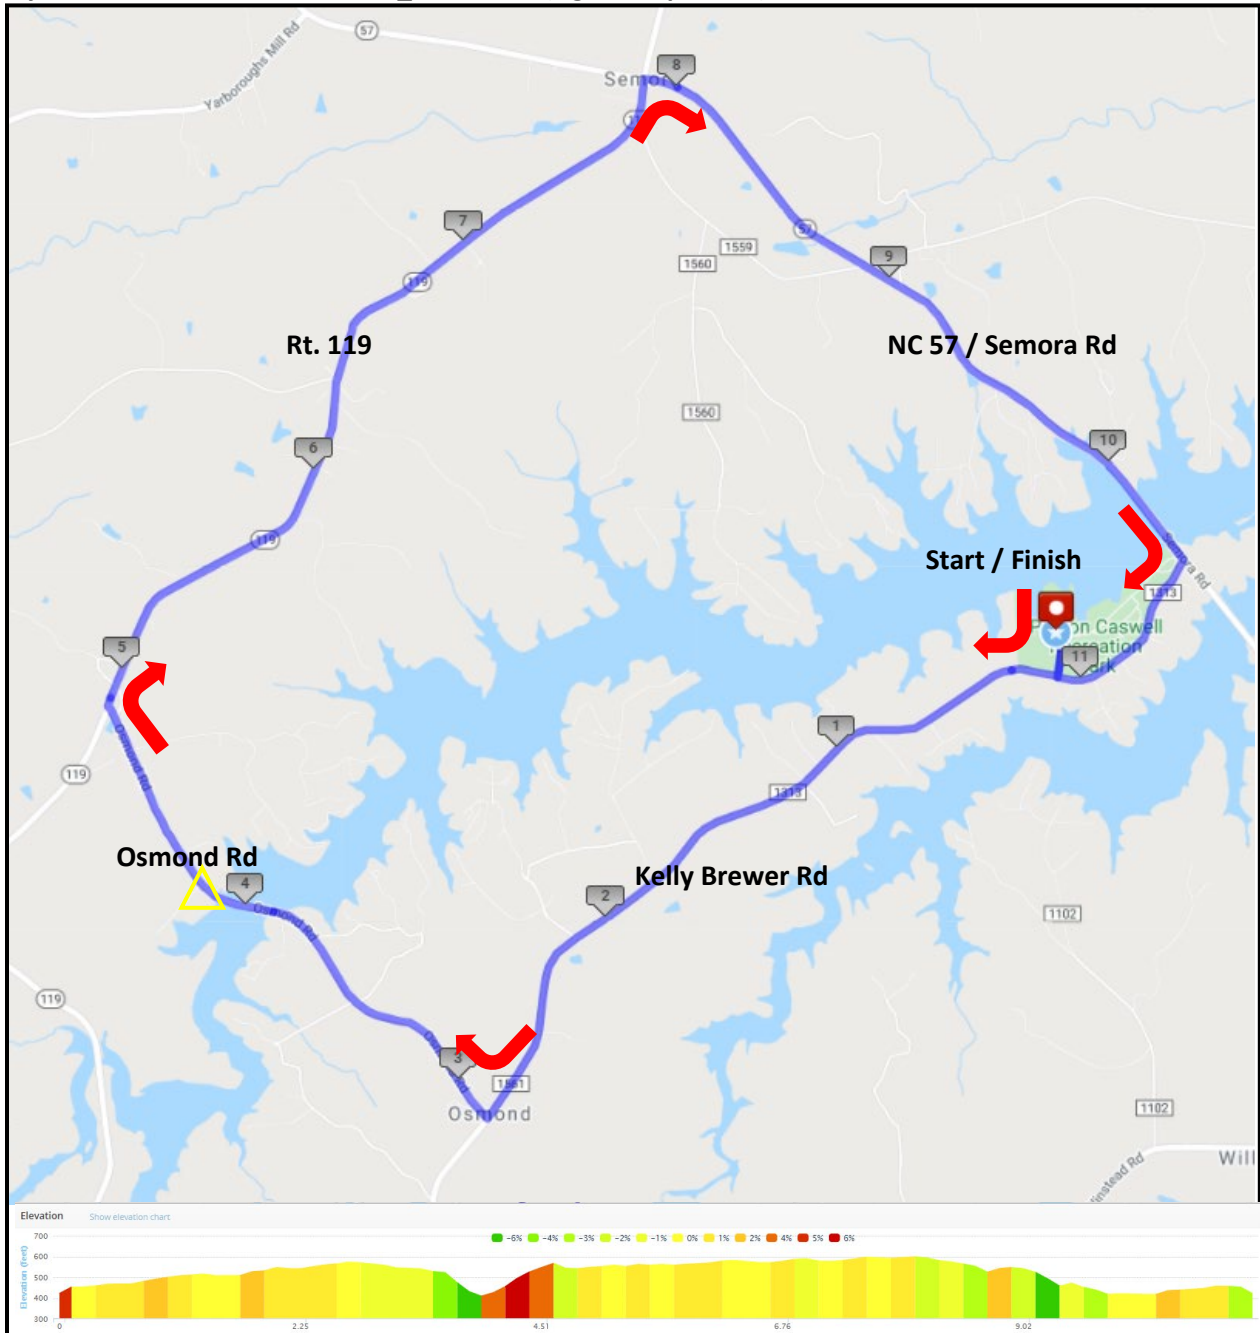 57
Yarboroughs Mill Rd
8
7
1559
57
1560
9
119
Rt. 119
NC 57 / Semora Rd
1560
6
10
119
Start / Finish
Semora Rd
1313
5
11
Osmond Rd
1
119
1313
Osmond Rd
Kelly Brewer Rd
4
2
Osmond Rd
1102
119
3
1561
Osmond
1102
Will
Elevation
Show elevation chart
-6% -4% -3% -2% -1% 0% 1% 2% 4% 5% 6%
Elevation (feet)
700
600
500
400
300
0 2.25 4.51 6.76 9.02